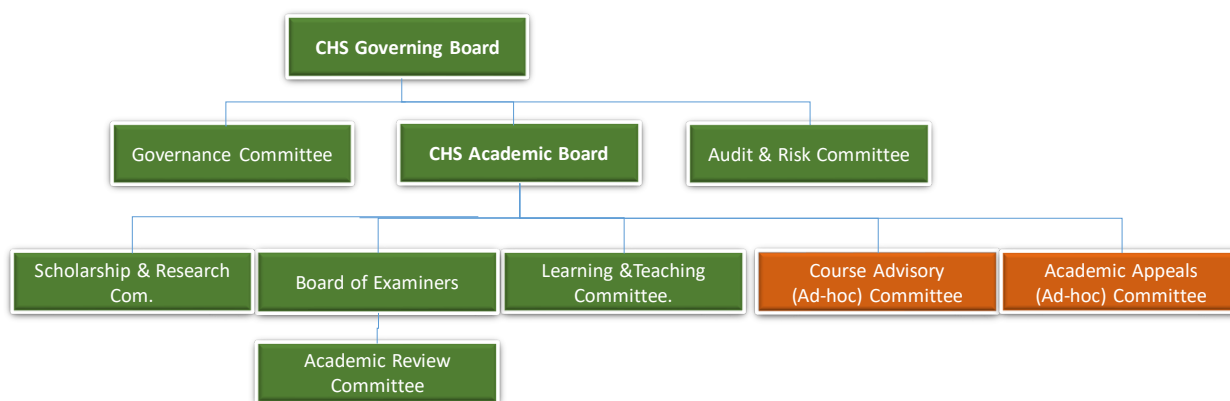 CHS Governing Board
Governance Committee
CHS Academic Board
Audit & Risk Committee
Scholarship & Research
Com.
Board of Examiners
Learning &Teaching
Committee.
Course Advisory
(Ad-hoc) Committee
Academic Appeals
(Ad-hoc) Committee
Academic Review
Committee